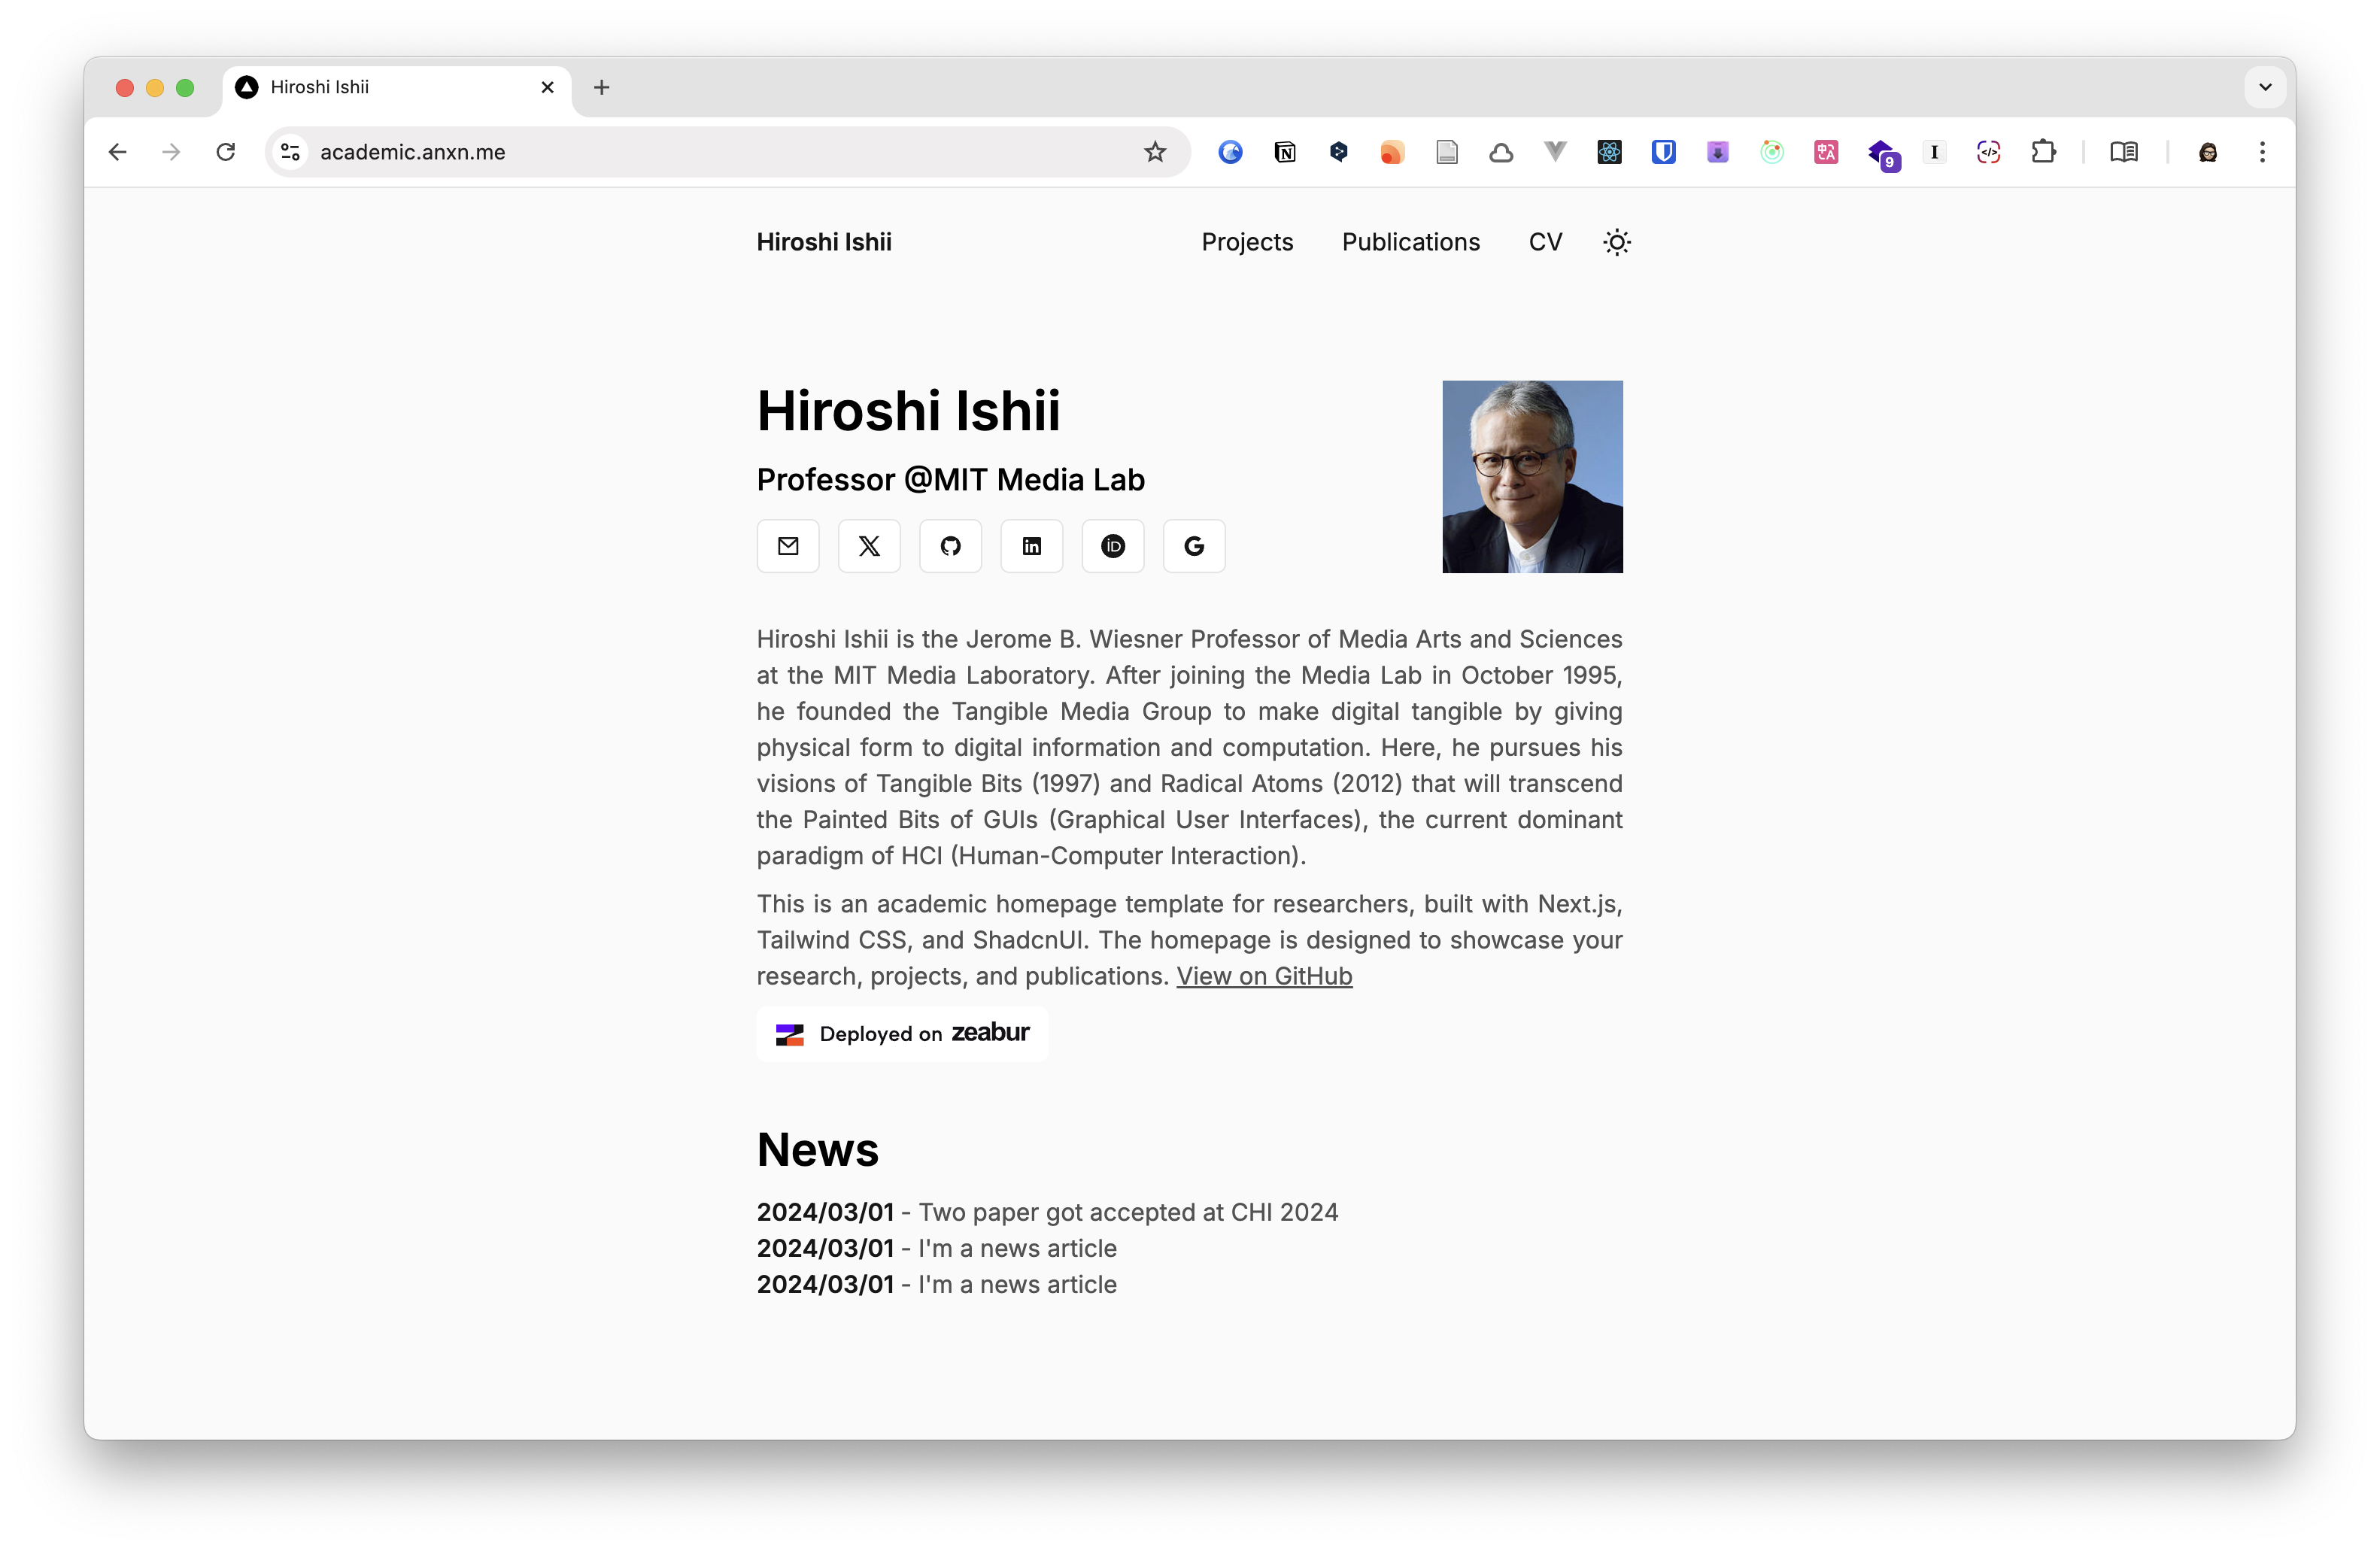 Hiroshi Ishii
academic.anxn.me
9
Hiroshi Ishii
Projects
Publications
CV
Hiroshi Ishii
Professor @MIT Media Lab
Hiroshi Ishii is the Jerome B. Wiesner Professor of Media Arts and Sciences
at the MIT Media Laboratory. After joining the Media Lab in October 1995,
he founded the Tangible Media Group to make digital tangible by giving
physical form to digital information and computation. Here, he pursues his
visions of Tangible Bits (1997) and Radical Atoms (2012) that will transcend
the Painted Bits of GUIs (Graphical User Interfaces), the current dominant
paradigm of HCI (Human-Computer Interaction).
This is an academic homepage template for researchers, built with Next.js,
Tailwind CSS, and ShadcnUI. The homepage is designed to showcase your
research, projects, and publications. View on GitHub
Deployed on zeabur
News
2024/03/01 - Two paper got accepted at CHI 2024
2024/03/01 - I'm a news article
2024/03/01 - I'm a news article